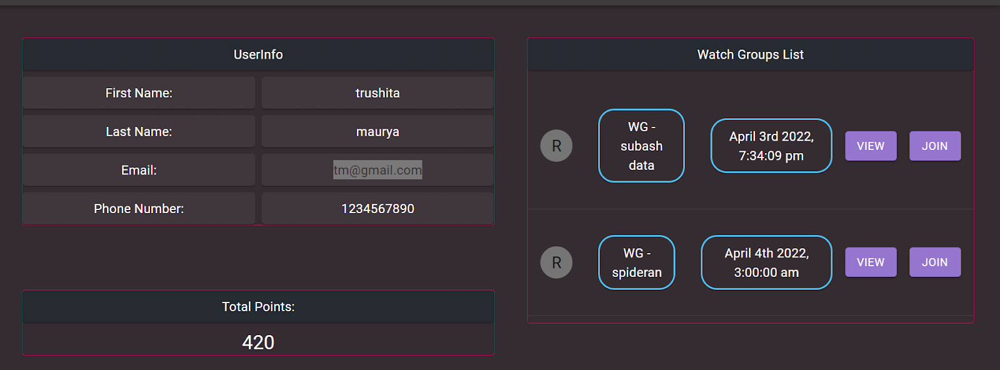 UserInfo
First Name: trushita
Last Name: maurya
Email: tm@gmail.com
Phone Number: 1234567890
Total Points:
420
Watch Groups List
R
WG -
subash
data
April 3rd 2022,
7:34:09 pm
VIEW
JOIN
R
WG -
spideran
April 4th 2022,
3:00:00 am
VIEW
JOIN